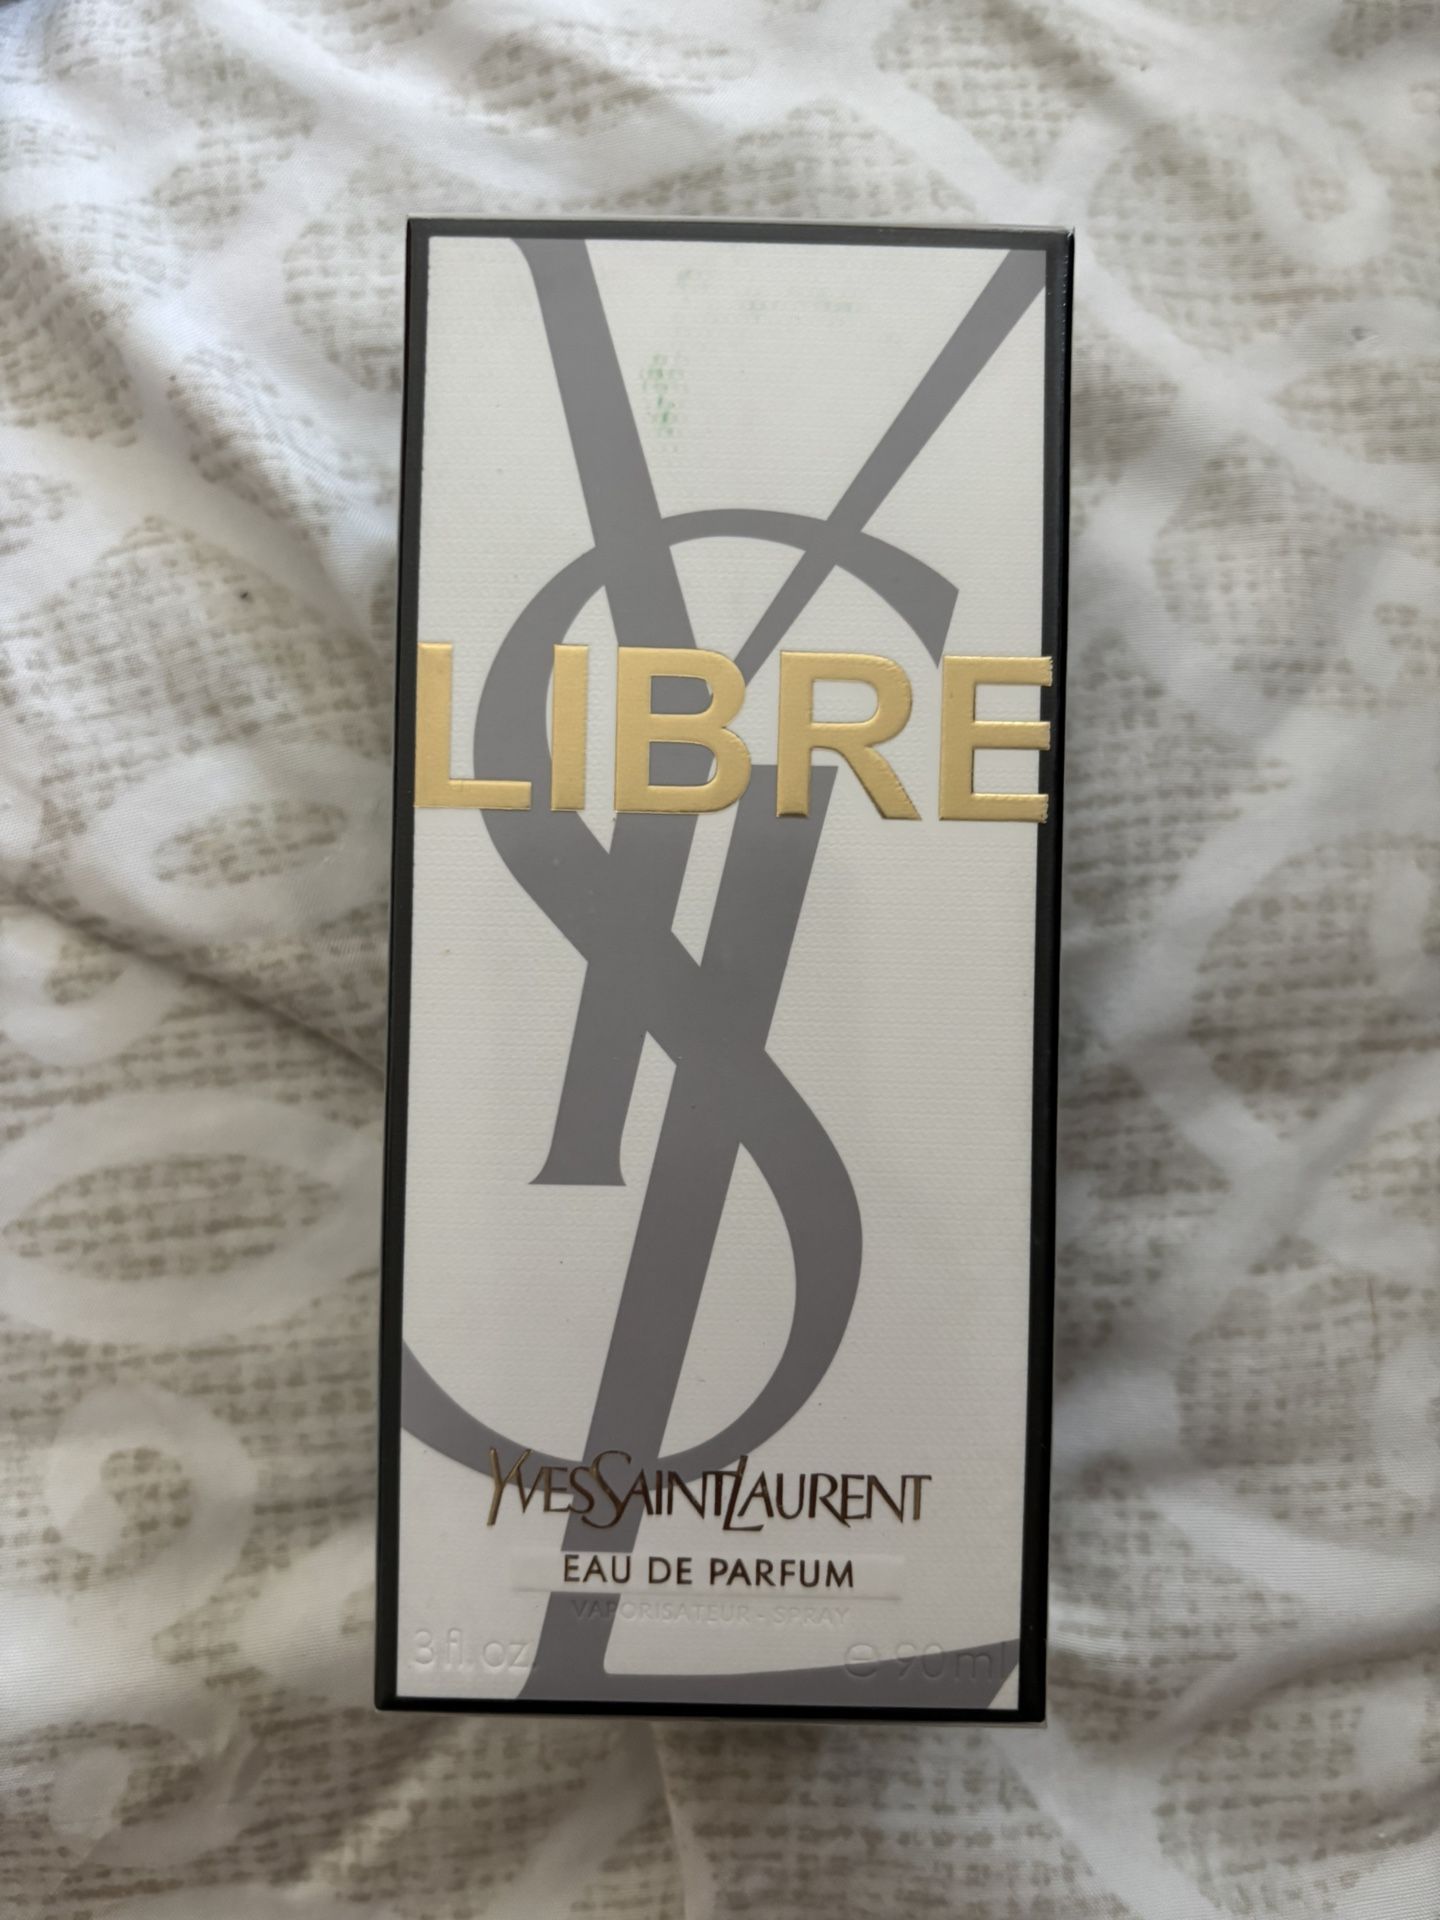 LIBRE
YVESSAINTLAURENT
EAU DE PARFUM
VAPORISATEUR - SPRAY
3 fl. oz. ℮ 90 ml